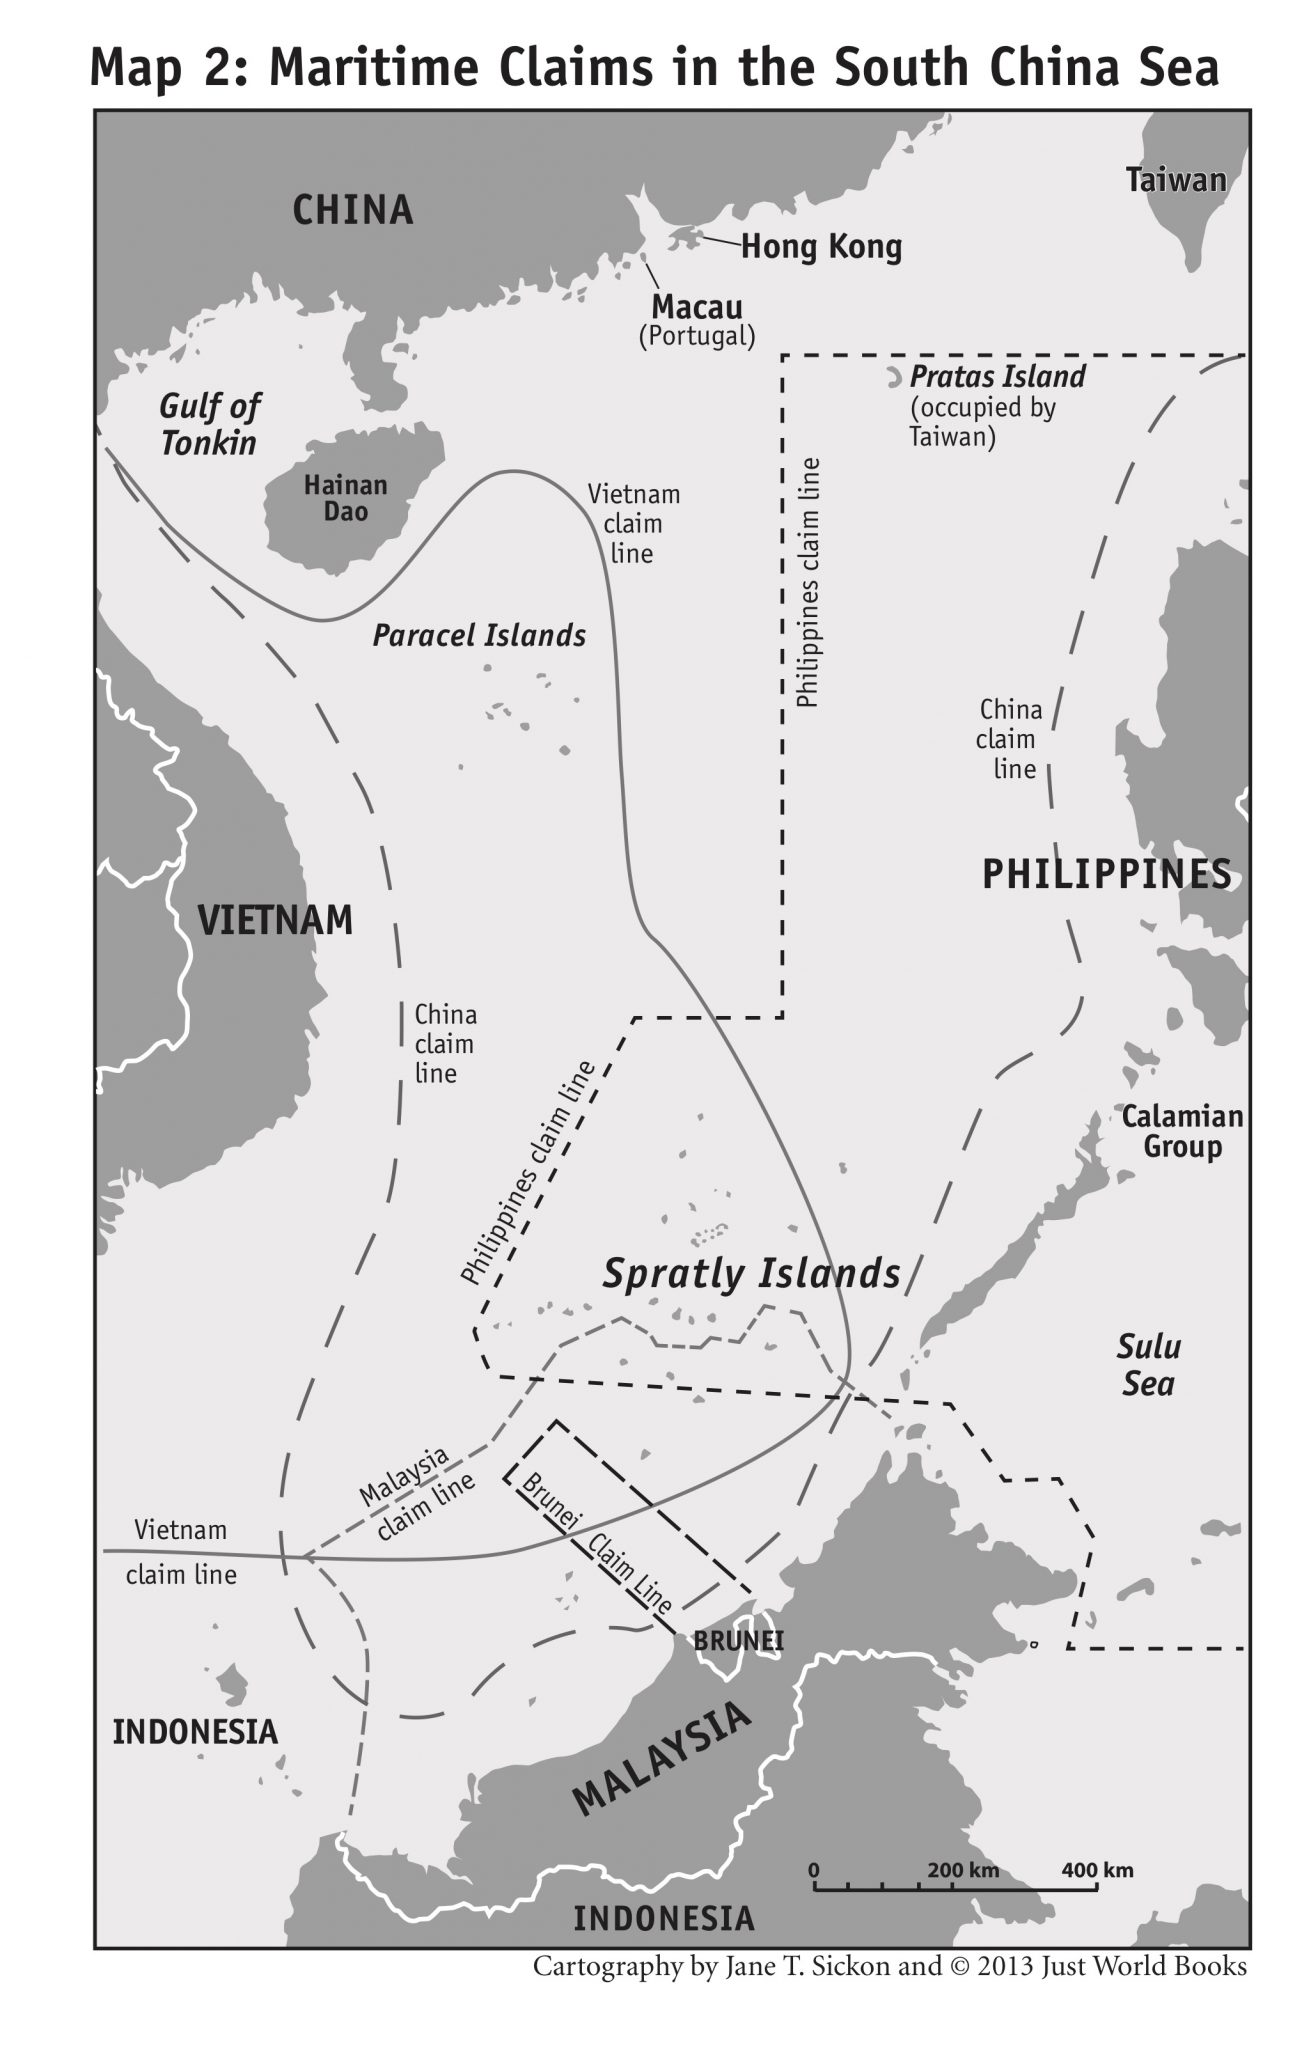 Map 2: Maritime Claims in the South China Sea
Taiwan
CHINA
Hong Kong
Macau
(Portugal)
Pratas Island
(occupied by
Taiwan)
Gulf of
Tonkin
Hainan
Dao
Vietnam
claim
line
Philippines claim line
Paracel Islands
China
claim
line
PHILIPPINES
VIETNAM
China
claim
line
Philippines claim line
Calamian
Group
Spratly Islands
Sulu
Sea
Malaysia
claim line
Brunei Claim Line
Vietnam
claim line
BRUNEI
INDONESIA
MALAYSIA
0 200 km 400 km
INDONESIA
Cartography by Jane T. Sickon and © 2013 Just World Books